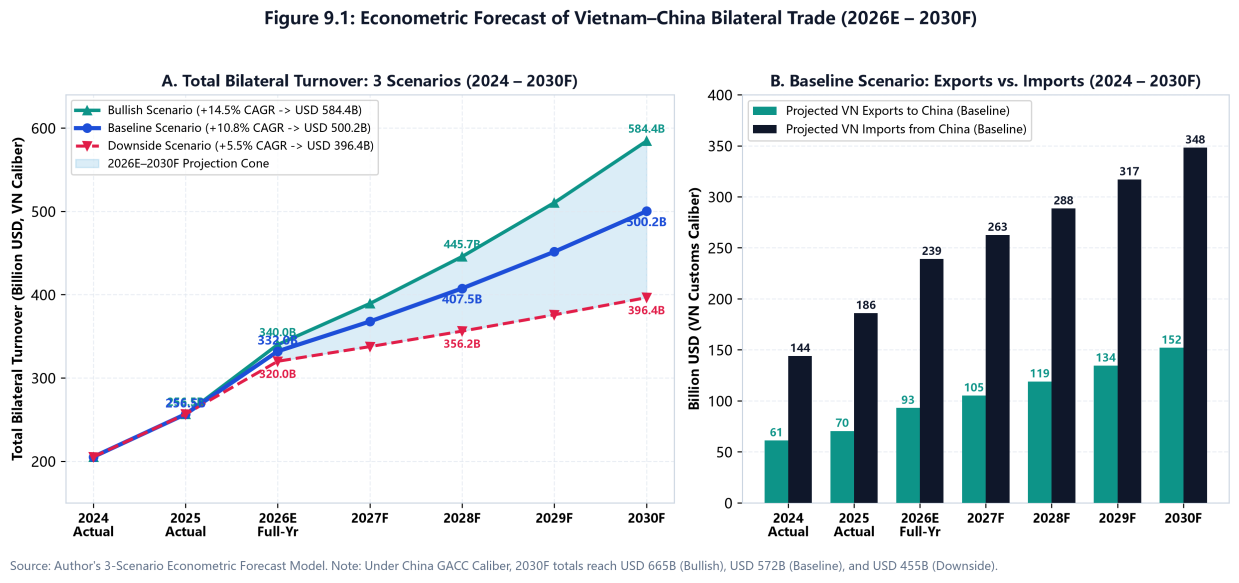 Figure 9.1: Econometric Forecast of Vietnam–China Bilateral Trade (2026E – 2030F)
A. Total Bilateral Turnover: 3 Scenarios (2024 – 2030F)
Bullish Scenario (+14.5% CAGR -> USD 584.4B)
Baseline Scenario (+10.8% CAGR -> USD 500.2B)
Downside Scenario (+5.5% CAGR -> USD 396.4B)
2026E–2030F Projection Cone
Total Bilateral Turnover (Billion USD, VN Caliber)
600
500
400
300
200
256.5B
340.0B
332.0B
320.0B
445.7B
407.5B
356.2B
584.4B
500.2B
396.4B
2024 Actual
2025 Actual
2026E Full-Yr
2027F
2028F
2029F
2030F
B. Baseline Scenario: Exports vs. Imports (2024 – 2030F)
Projected VN Exports to China (Baseline)
Projected VN Imports from China (Baseline)
Billion USD (VN Customs Caliber)
400
350
300
250
200
150
100
50
0
61
144
70
186
93
239
105
263
119
288
134
317
152
348
2024 Actual
2025 Actual
2026E Full-Yr
2027F
2028F
2029F
2030F
Source: Author's 3-Scenario Econometric Forecast Model. Note: Under China GACC Caliber, 2030F totals reach USD 665B (Bullish), USD 572B (Baseline), and USD 455B (Downside).